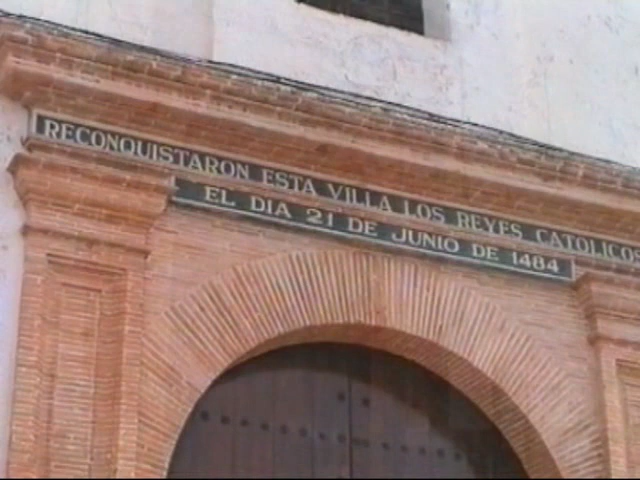 RECONQUISTARON ESTA VILLA LOS REYES CATOLICOS
EL DIA 21 DE JUNIO DE 1484